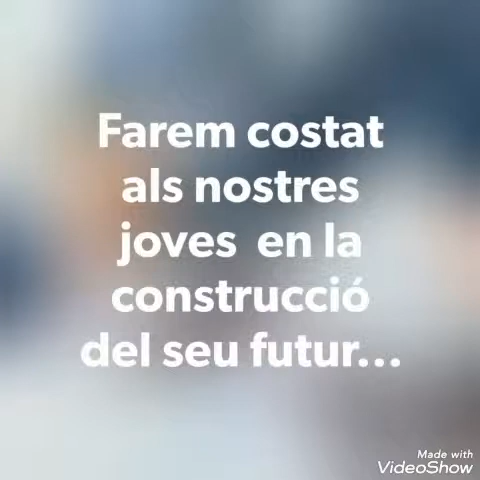 Farem costat
als nostres
joves en la
construcció
del seu futur...
Made with
VideoShow